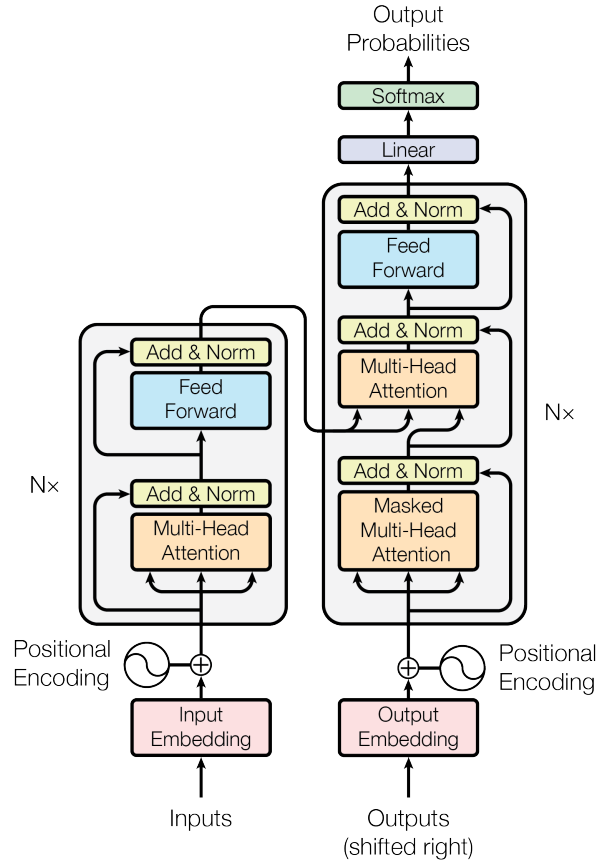 Output
Probabilities
Softmax
Linear
Add & Norm
Feed
Forward
Add & Norm
Multi-Head
Attention
Add & Norm
Masked
Multi-Head
Attention
N×
Add & Norm
Feed
Forward
Add & Norm
Multi-Head
Attention
N×
Positional
Encoding
Positional
Encoding
Input
Embedding
Output
Embedding
Inputs
Outputs
(shifted right)